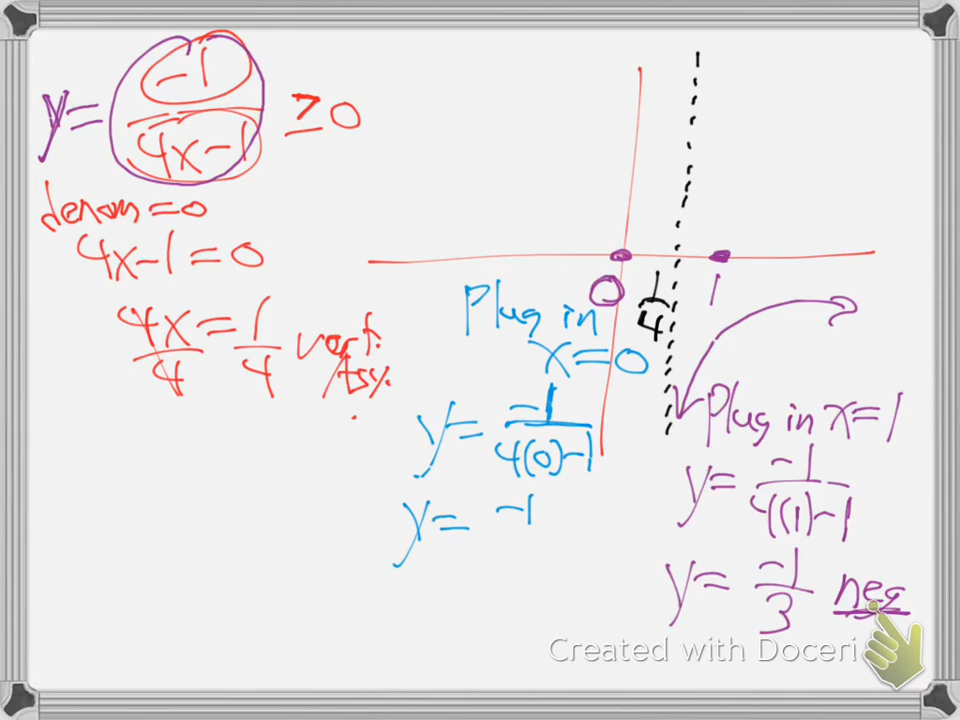 y = -1/(4x-1) ≥ 0
denom = 0
4x-1 = 0
4x/4 = 1/4 vert. Asy.
0 1/4 1
Plug in
x = 0
y = -1/(4(0)-1)
y = -1
Plug in x = 1
y = -1/(4(1)-1)
y = -1/3 neg
Created with Doceri